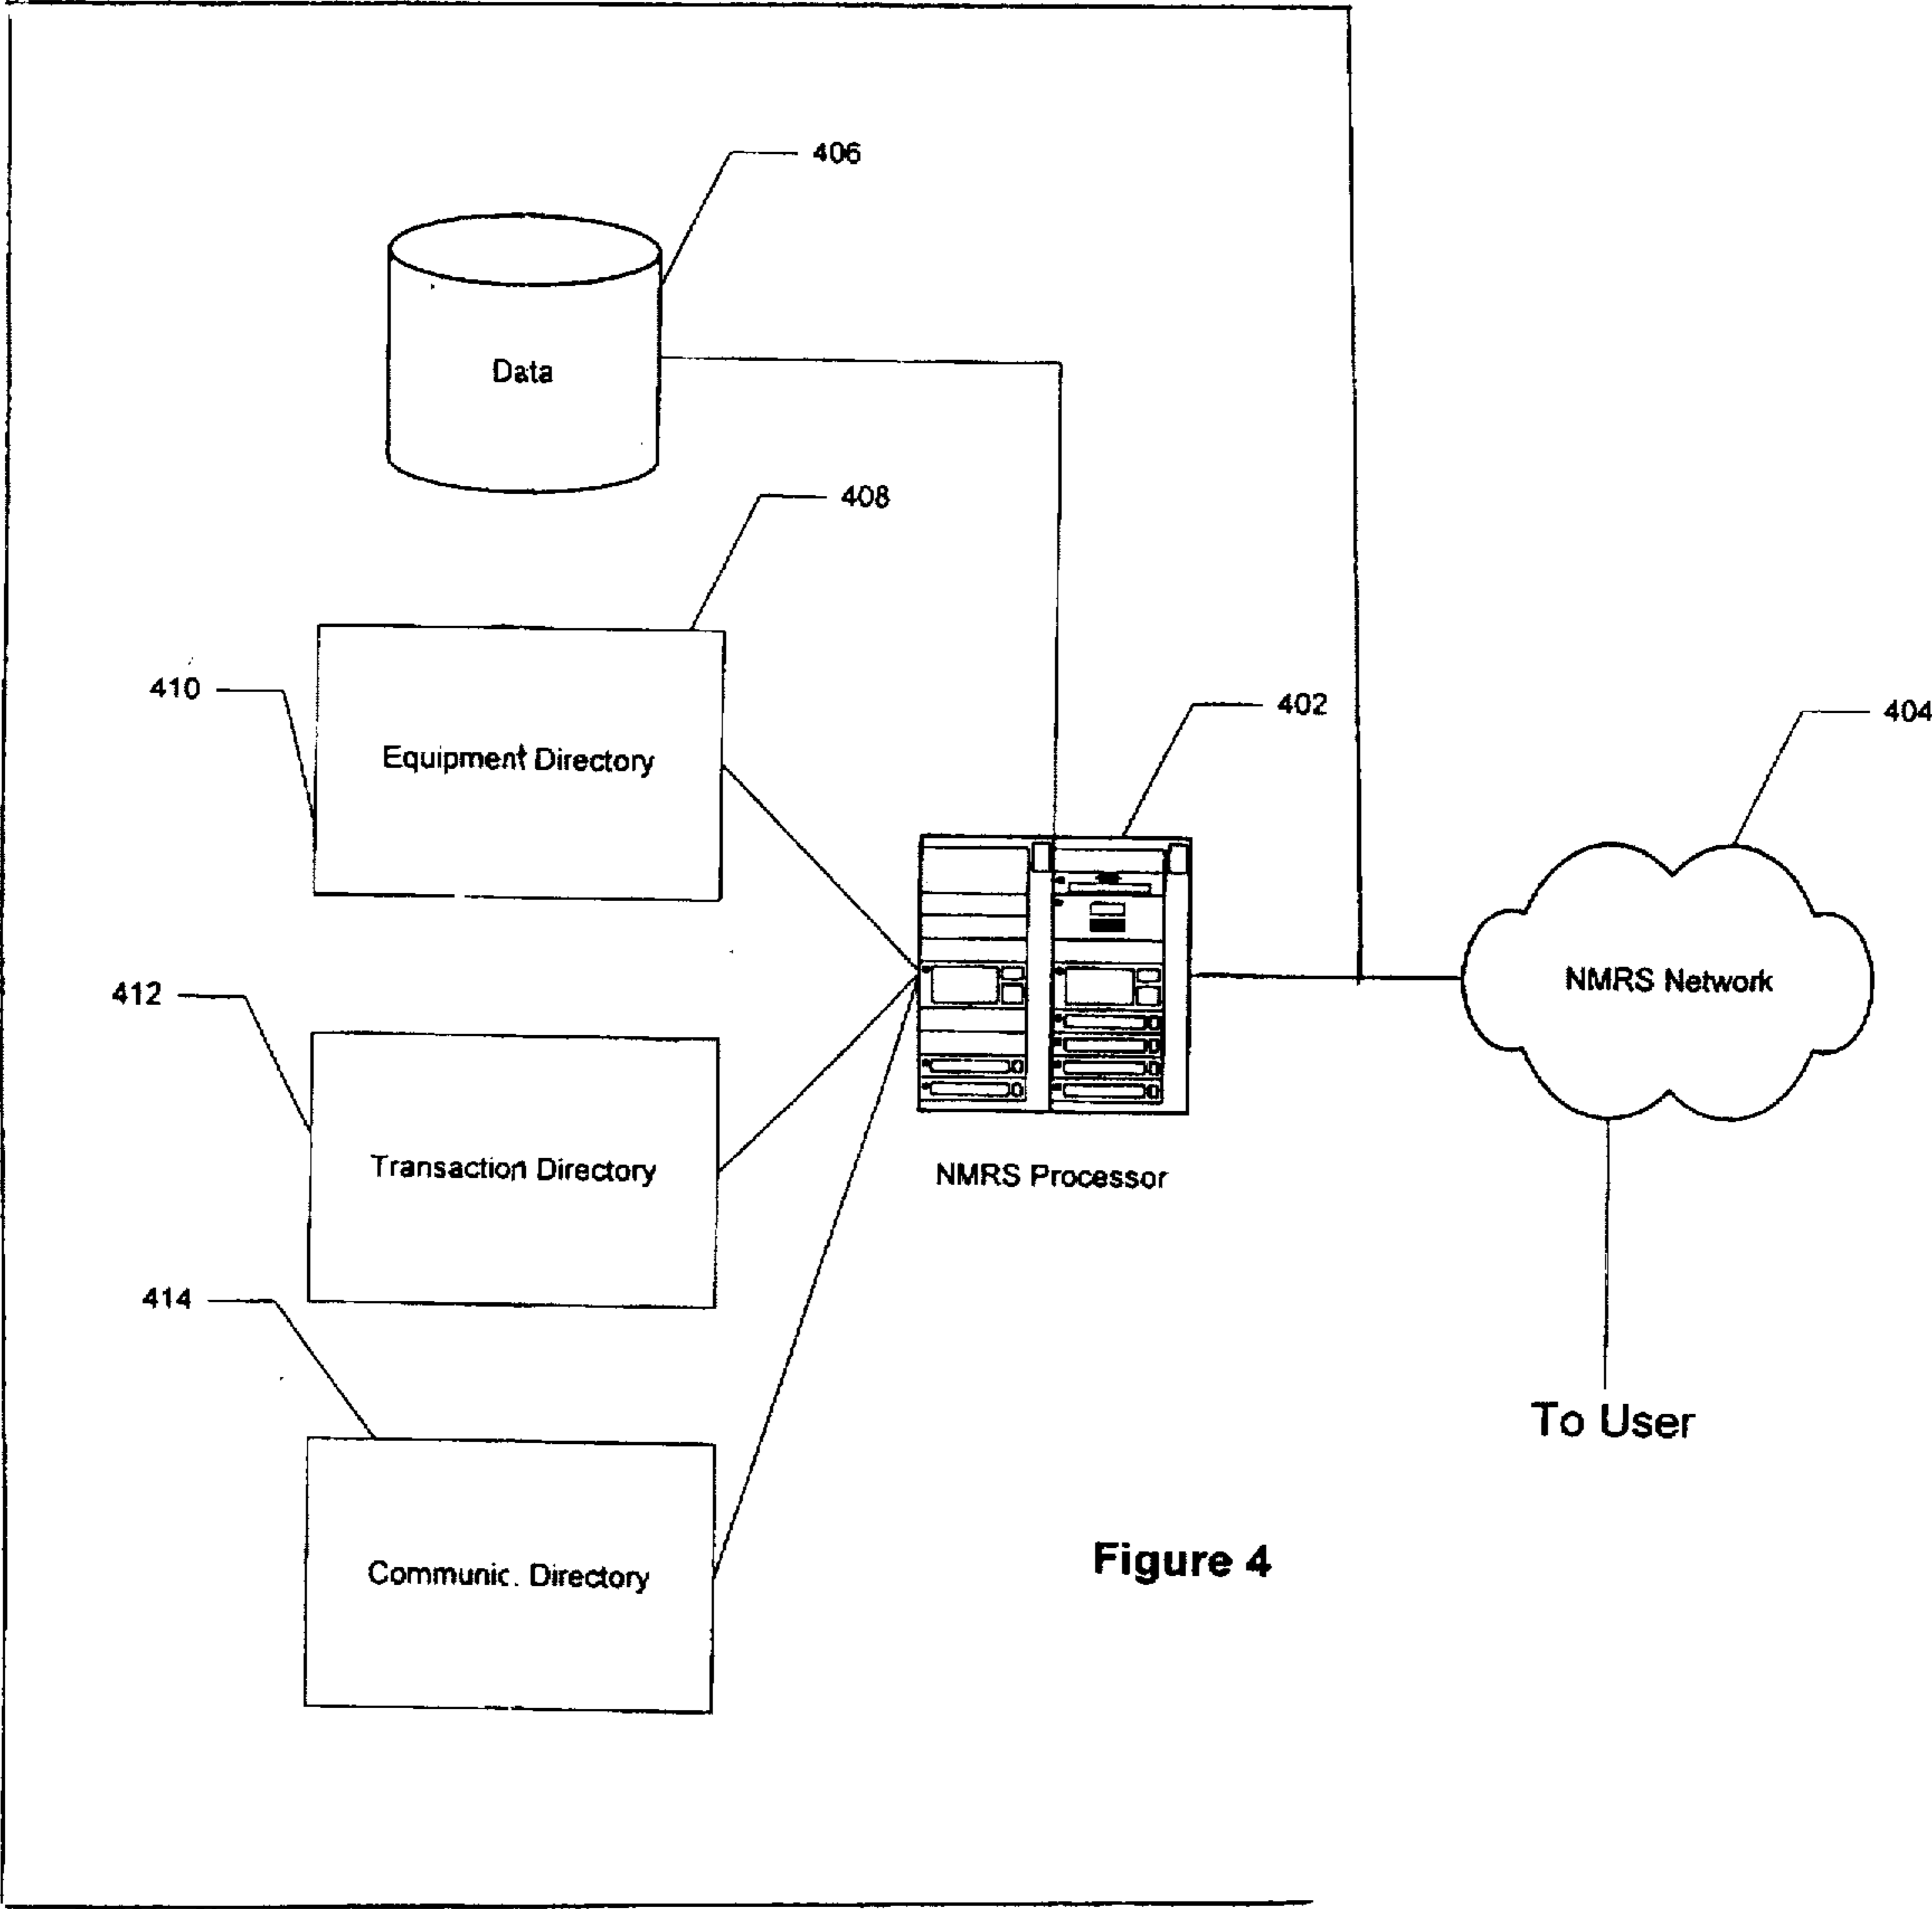 406
Data
408
410
Equipment Directory
402
404
412
NMRS Network
Transaction Directory
NMRS Processor
414
To User
Communic. Directory
Figure 4